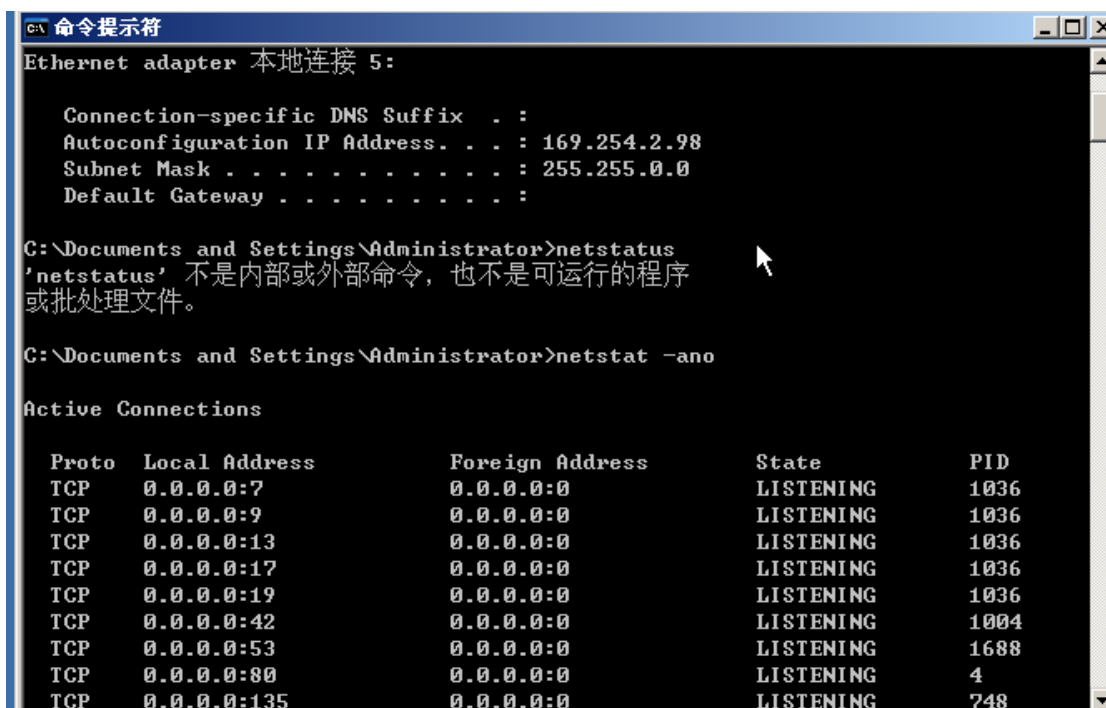 命令提示符
Ethernet adapter 本地连接 5:
Connection-specific DNS Suffix . :
Autoconfiguration IP Address. . . : 169.254.2.98
Subnet Mask . . . . . . . . . . . : 255.255.0.0
Default Gateway . . . . . . . . . :
C:\Documents and Settings\Administrator>netstatus
'netstatus' 不是内部或外部命令，也不是可运行的程序
或批处理文件。
C:\Documents and Settings\Administrator>netstat -ano
Active Connections
Proto Local Address Foreign Address State PID
TCP 0.0.0.0:7 0.0.0.0:0 LISTENING 1036
TCP 0.0.0.0:9 0.0.0.0:0 LISTENING 1036
TCP 0.0.0.0:13 0.0.0.0:0 LISTENING 1036
TCP 0.0.0.0:17 0.0.0.0:0 LISTENING 1036
TCP 0.0.0.0:19 0.0.0.0:0 LISTENING 1036
TCP 0.0.0.0:42 0.0.0.0:0 LISTENING 1004
TCP 0.0.0.0:53 0.0.0.0:0 LISTENING 1688
TCP 0.0.0.0:80 0.0.0.0:0 LISTENING 4
TCP 0.0.0.0:135 0.0.0.0:0 LISTENING 748